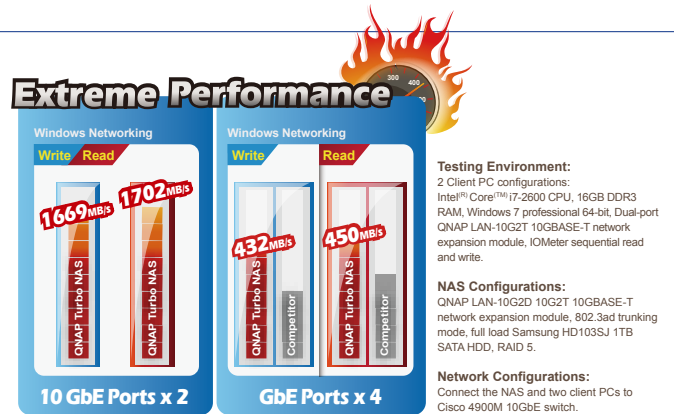 300
400
Extreme Performance
Windows Networking
Write Read
1669MB/s
1702MB/s
QNAP Turbo NAS
QNAP Turbo NAS
10 GbE Ports x 2
Windows Networking
Write
Read
432MB/s
450MB/s
QNAP Turbo NAS
Competitor
QNAP Turbo NAS
Competitor
GbE Ports x 4
Testing Environment:
2 Client PC configurations:
Intel(R) Core(TM) i7-2600 CPU, 16GB DDR3
RAM, Windows 7 professional 64-bit, Dual-port
QNAP LAN-10G2T 10GBASE-T network
expansion module, IOMeter sequential read
and write.
NAS Configurations:
QNAP LAN-10G2D 10G2T 10GBASE-T
network expansion module, 802.3ad trunking
mode, full load Samsung HD103SJ 1TB
SATA HDD, RAID 5.
Network Configurations:
Connect the NAS and two client PCs to
Cisco 4900M 10GbE switch.